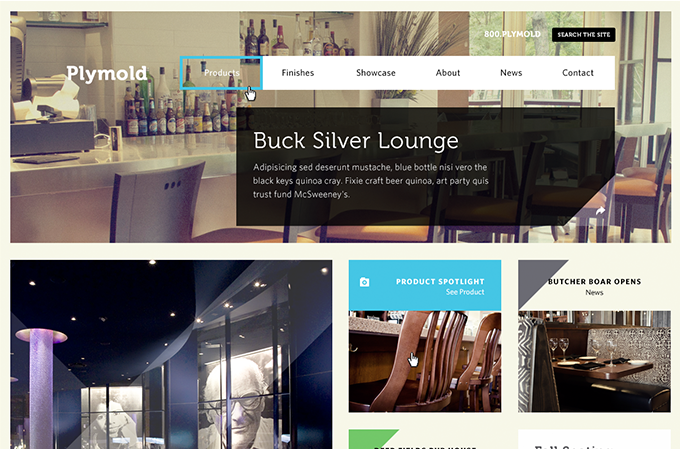 800.PLYMOLD
SEARCH THE SITE
Plymold
Products
Finishes
Showcase
About
News
Contact
Buck Silver Lounge
Adipisicing sed deserunt mustache, blue bottle nisi vero the
black keys quinoa cray. Fixie craft beer quinoa, art party quis
trust fund McSweeney's.
PRODUCT SPOTLIGHT
See Product
BUTCHER BOAR OPENS
News